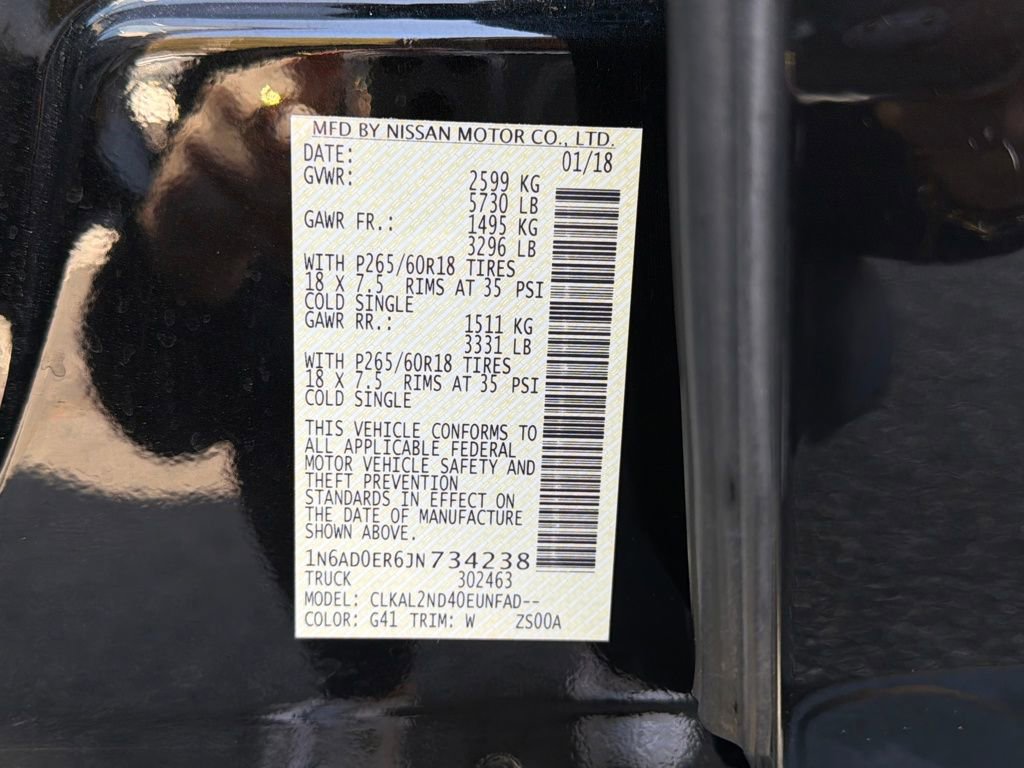 MFD BY NISSAN MOTOR CO., LTD.
DATE: 01/18
GVWR: 2599 KG
5730 LB
GAWR FR.: 1495 KG
3296 LB
WITH P265/60R18 TIRES
18 X 7.5 RIMS AT 35 PSI
COLD SINGLE
GAWR RR.: 1511 KG
3331 LB
WITH P265/60R18 TIRES
18 X 7.5 RIMS AT 35 PSI
COLD SINGLE
THIS VEHICLE CONFORMS TO
ALL APPLICABLE FEDERAL
MOTOR VEHICLE SAFETY AND
THEFT PREVENTION
STANDARDS IN EFFECT ON
THE DATE OF MANUFACTURE
SHOWN ABOVE.
1N6AD0ER6JN734238
TRUCK 302463
MODEL: CLKAL2ND40EUNFAD--
COLOR: G41 TRIM: W ZS00A